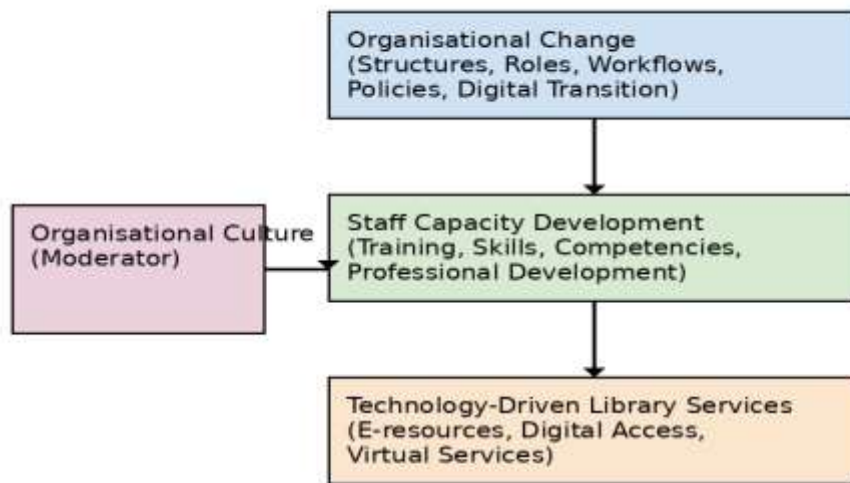 Organisational Change
(Structures, Roles, Workflows,
Policies, Digital Transition)
Organisational Culture
(Moderator)
Staff Capacity Development
(Training, Skills, Competencies,
Professional Development)
Technology-Driven Library Services
(E-resources, Digital Access,
Virtual Services)